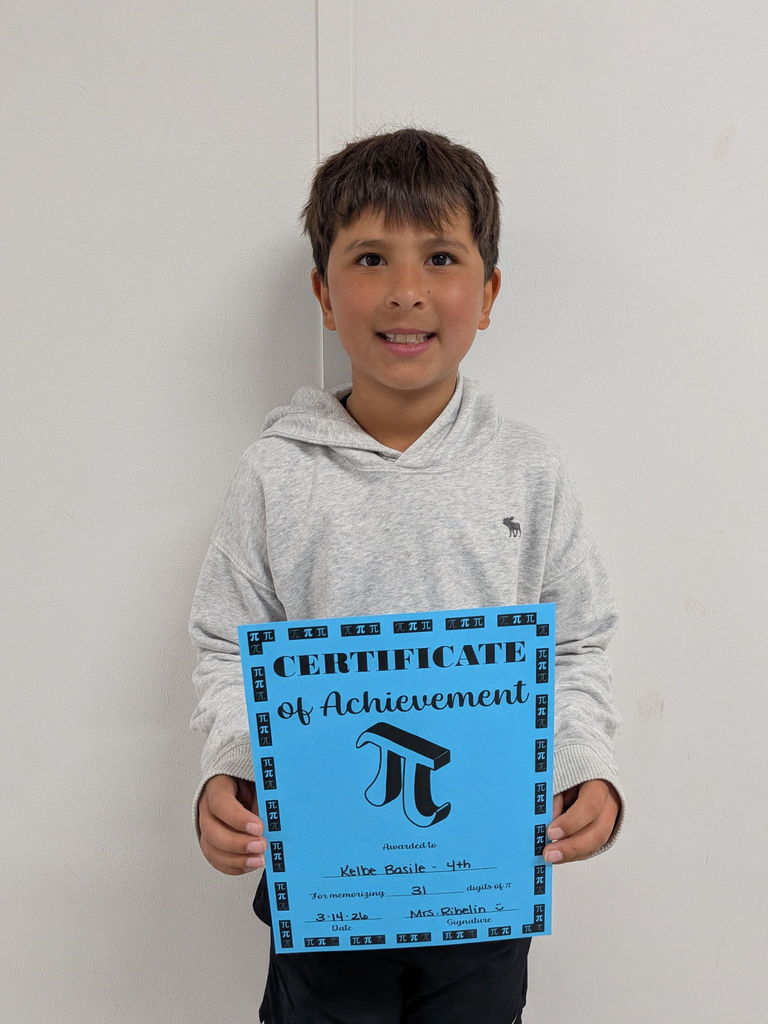 CERTIFICATE
of Achievement
π
Awarded to
Kelbe Basile - 4th
For memorizing 31 digits of π
3.14.26 Mrs. Ribelin ☺
Date Signature